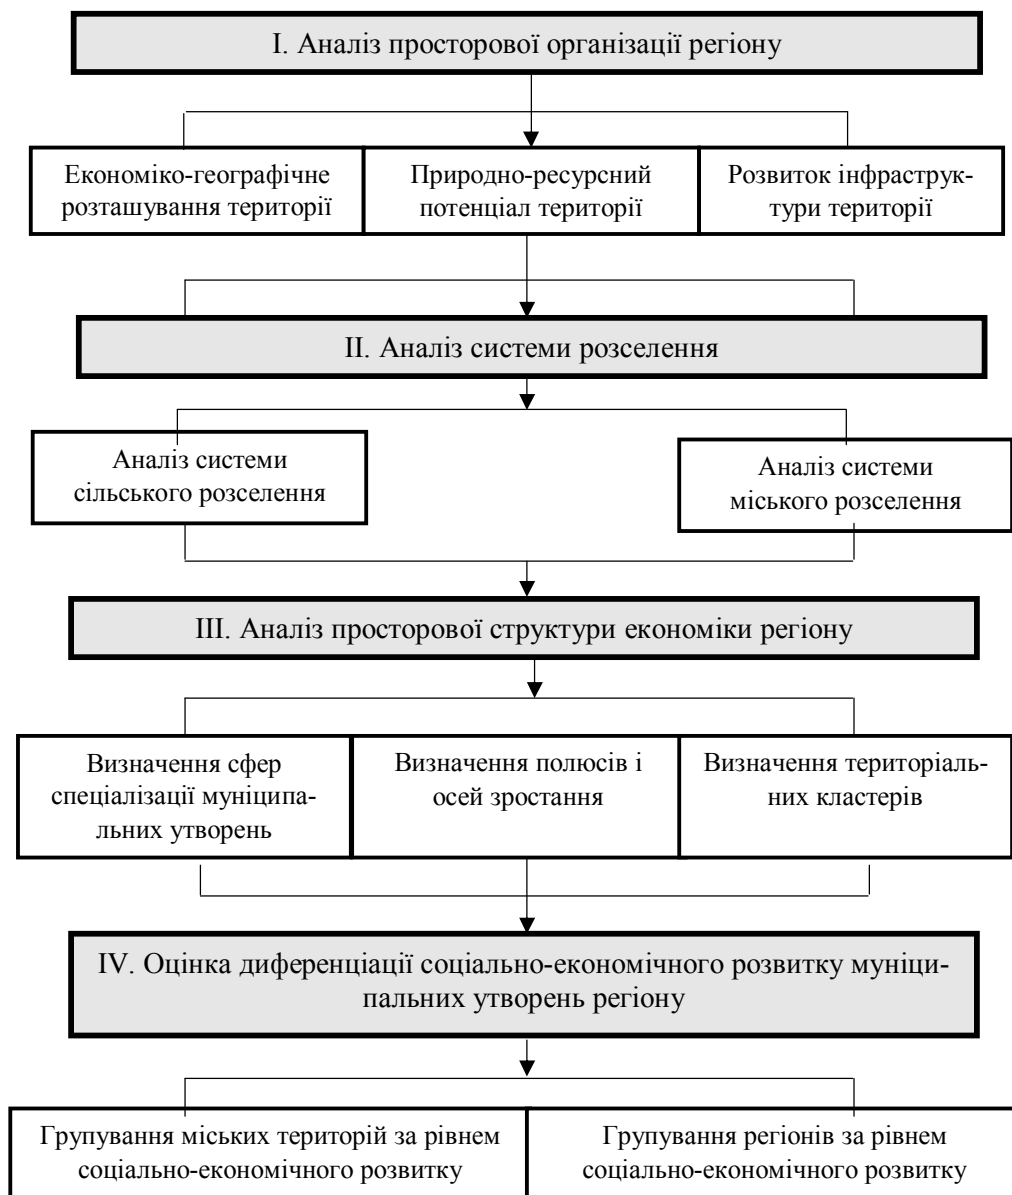 I. Аналіз просторової організації регіону
Економіко-географічне
розташування території
Природно-ресурсний
потенціал території
Розвиток інфраструк-
тури території
II. Аналіз системи розселення
Аналіз системи
сільського розселення
Аналіз системи
міського розселення
III. Аналіз просторової структури економіки регіону
Визначення сфер
спеціалізації муніципа-
льних утворень
Визначення полюсів і
осей зростання
Визначення територіаль-
них кластерів
IV. Оцінка диференціації соціально-економічного розвитку муніци-
пальних утворень регіону
Групування міських територій за рівнем
соціально-економічного розвитку
Групування регіонів за рівнем
соціально-економічного розвитку